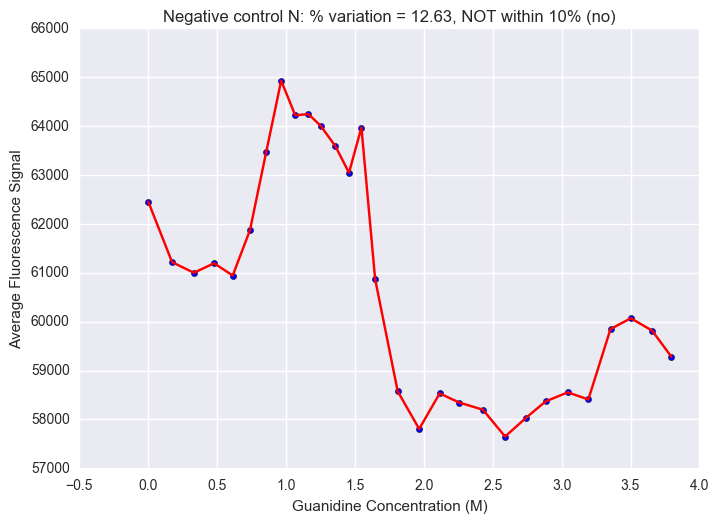 Negative control N: % variation = 12.63, NOT within 10% (no)
66000
65000
64000
63000
62000
61000
60000
59000
58000
57000
Average Fluorescence Signal
−0.5 0.0 0.5 1.0 1.5 2.0 2.5 3.0 3.5 4.0
Guanidine Concentration (M)